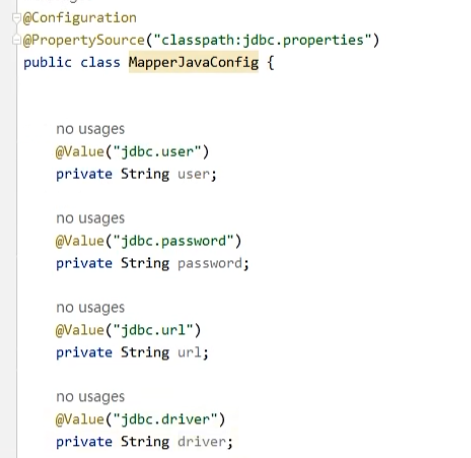 @Configuration
@PropertySource("classpath:jdbc.properties")
public class MapperJavaConfig {
no usages
@Value("jdbc.user")
private String user;
no usages
@Value("jdbc.password")
private String password;
no usages
@Value("jdbc.url")
private String url;
no usages
@Value("jdbc.driver")
private String driver;